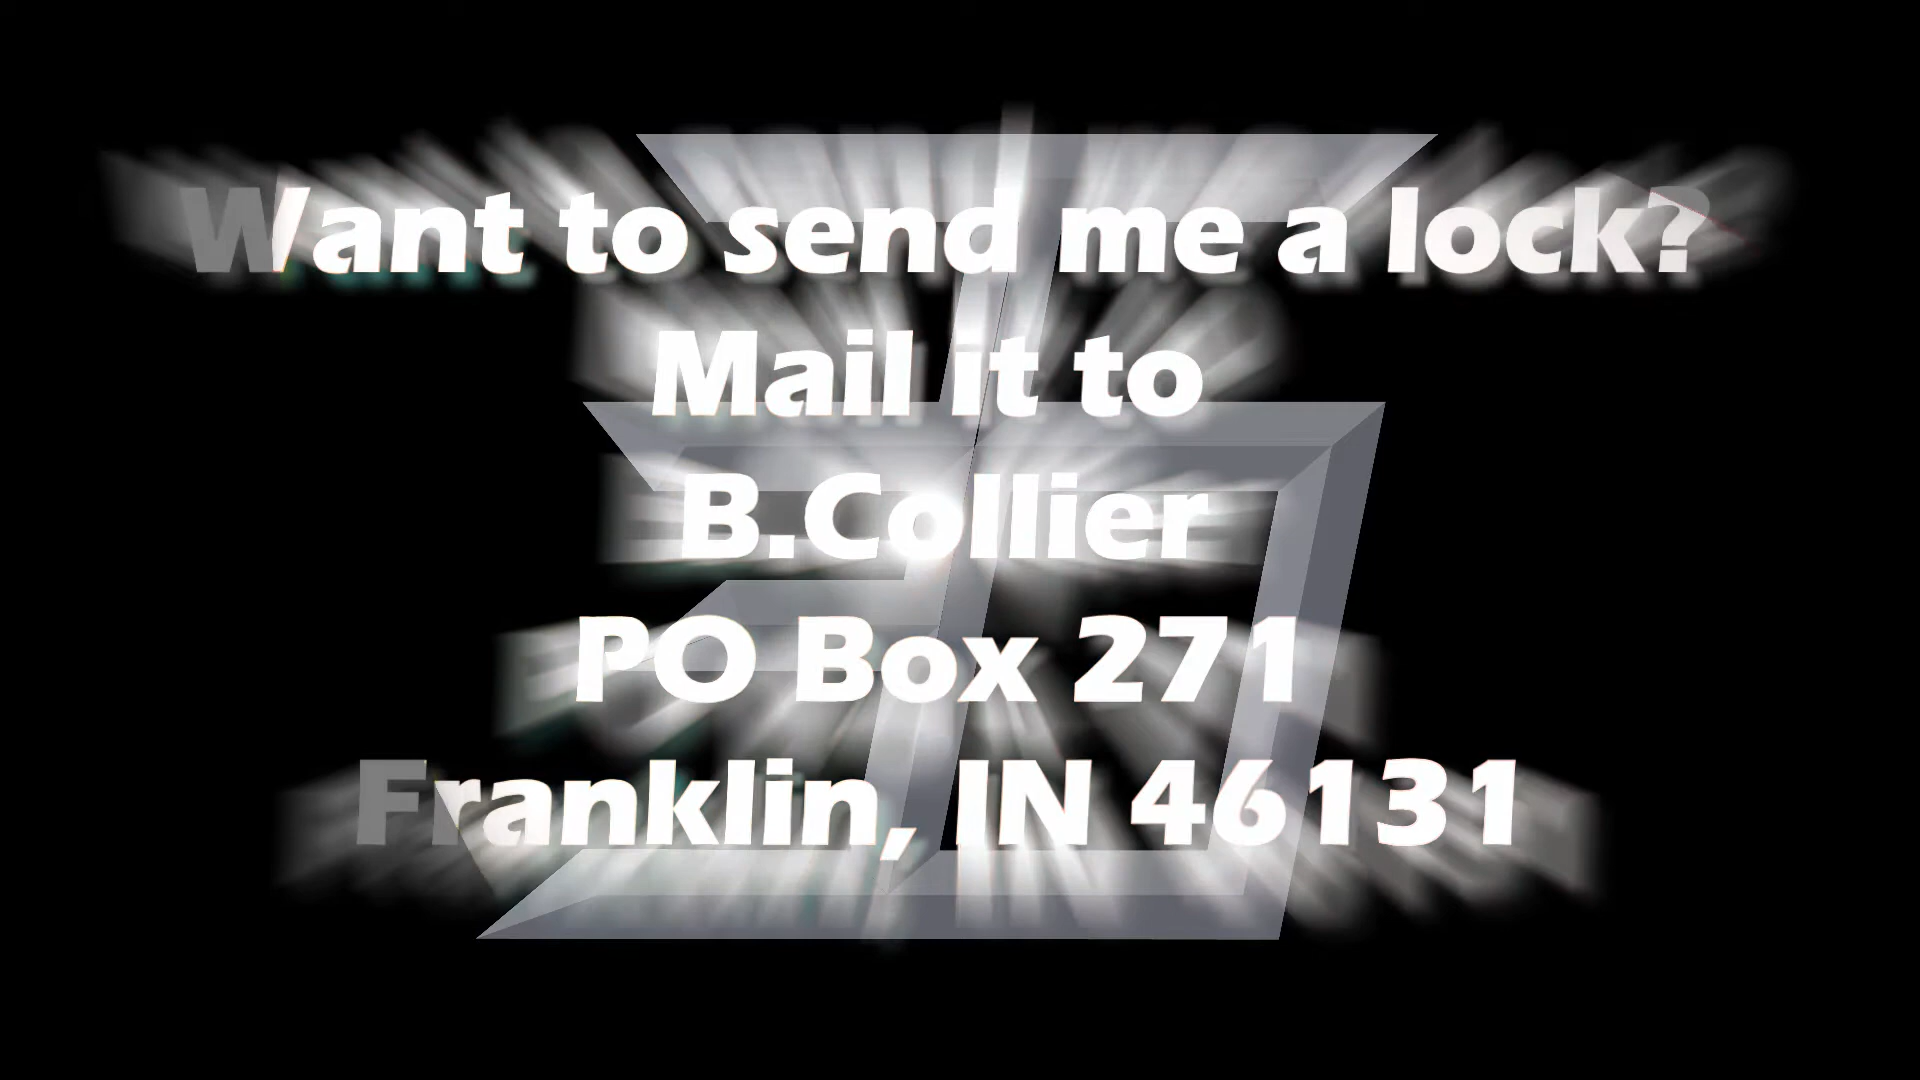 Want to send me a lock?
Mail it to
B.Collier
PO Box 271
Franklin, IN 46131